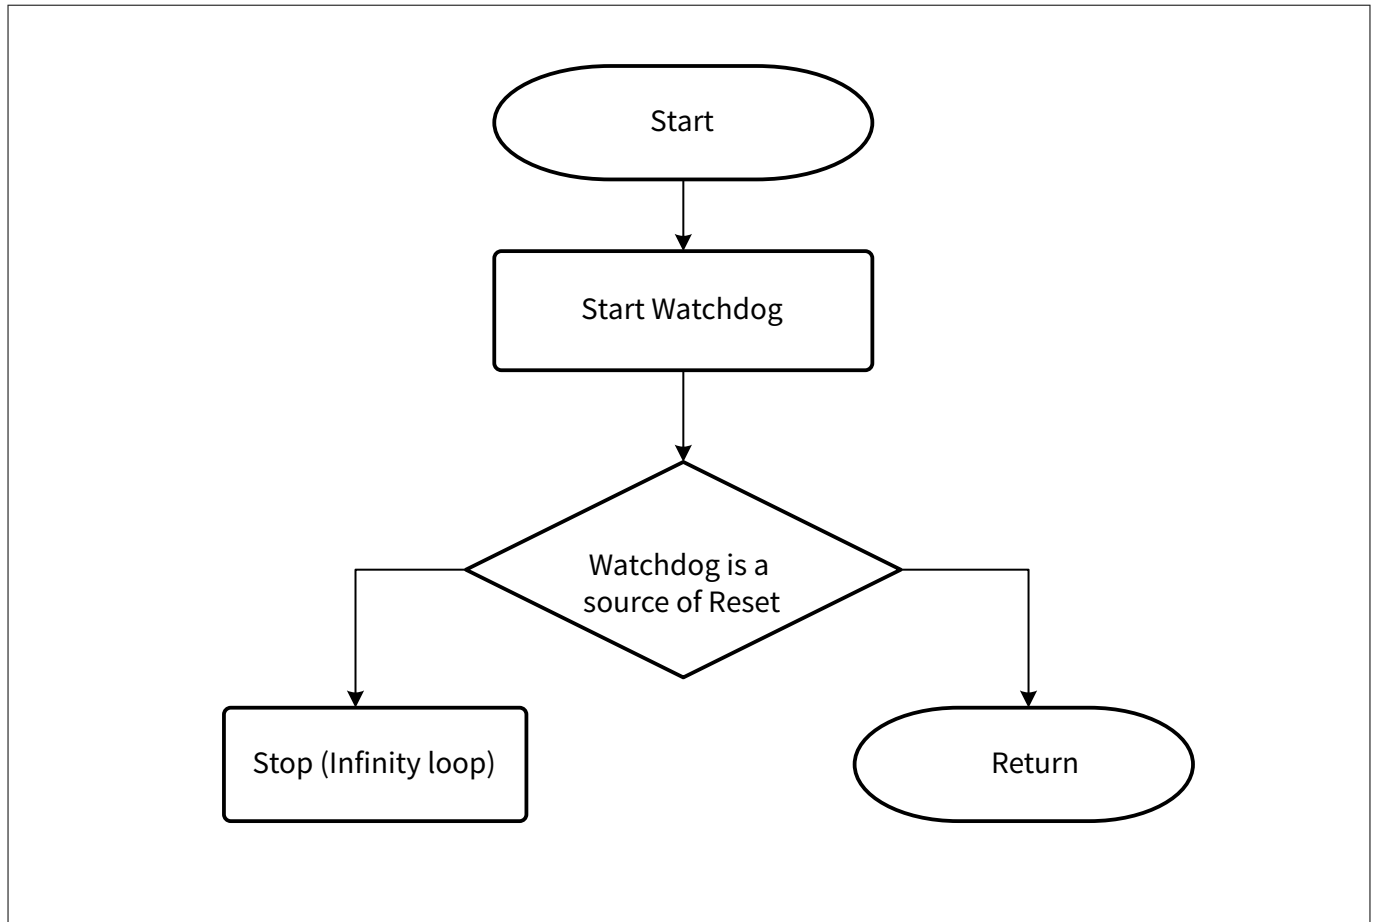 Start
Start Watchdog
Watchdog is a
source of Reset
Stop (Infinity loop)
Return